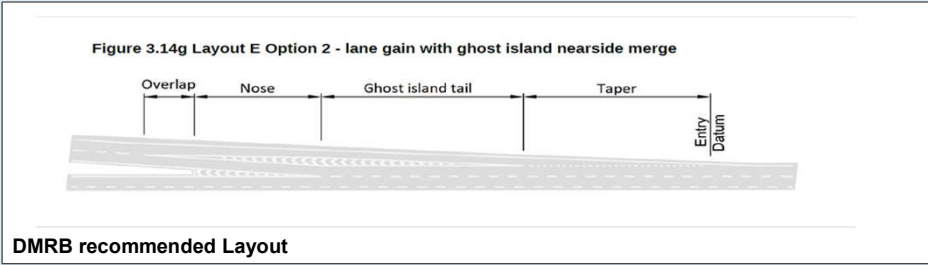 Figure 3.14g Layout E Option 2 - lane gain with ghost island nearside merge
Overlap Nose Ghost island tail Taper
Entry
Datum
DMRB recommended Layout